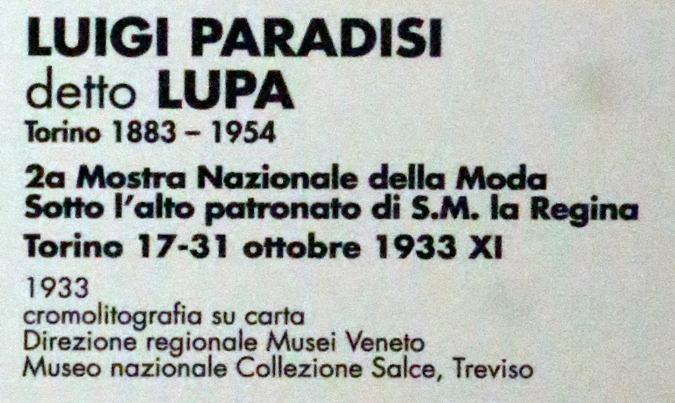 LUIGI PARADISI
detto LUPA
Torino 1883 – 1954
2a Mostra Nazionale della Moda
Sotto l'alto patronato di S.M. la Regina
Torino 17-31 ottobre 1933 XI
1933
cromolitografia su carta
Direzione regionale Musei Veneto
Museo nazionale Collezione Salce, Treviso